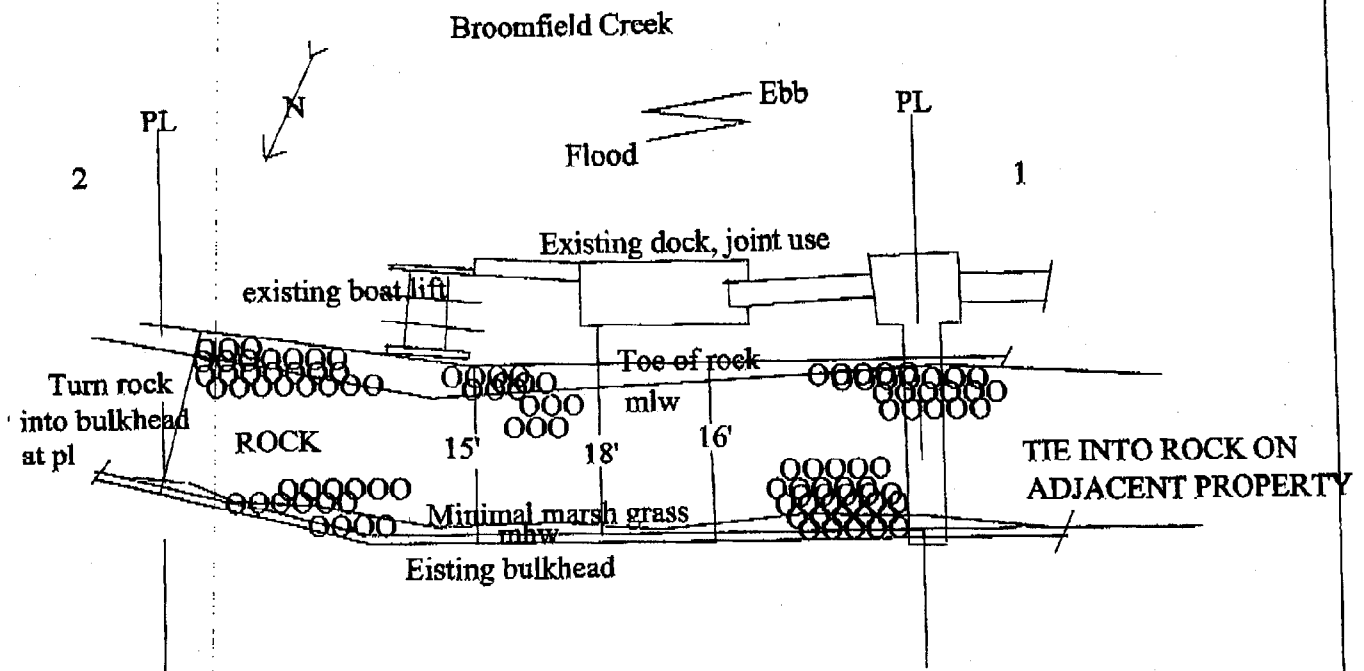 Broomfield Creek
N
Ebb
PL
PL
Flood
2
1
Existing dock, joint use
existing boat lift
Toe of rock
Turn rock
into bulkhead
at pl
mlw
ROCK
15'
18'
16'
TIE INTO ROCK ON
ADJACENT PROPERTY
Minimal marsh grass
mhw
Eisting bulkhead